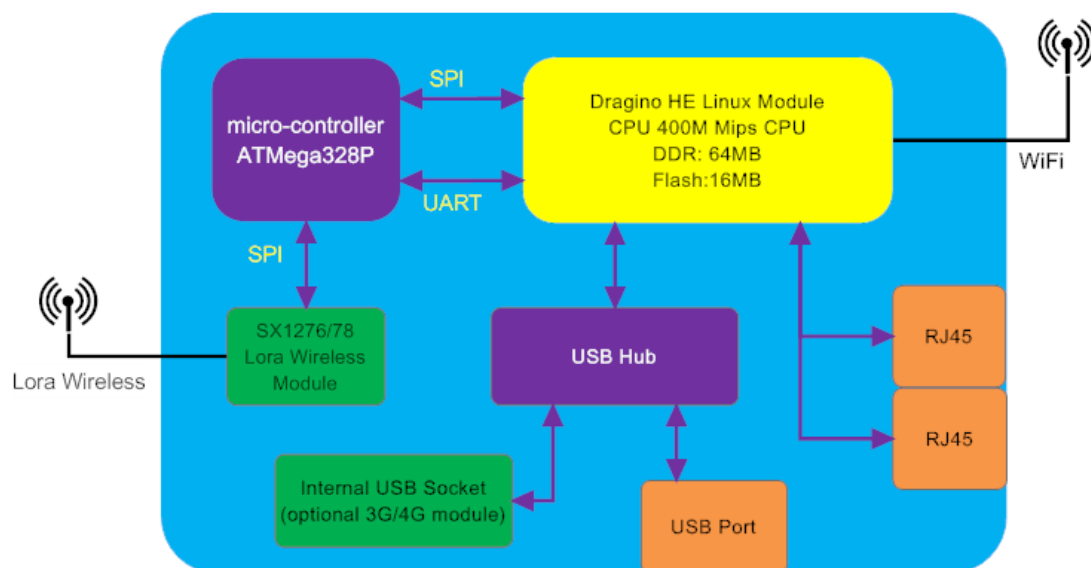 SPI
Dragino HE Linux Module
CPU 400M Mips CPU
DDR: 64MB
Flash:16MB
micro-controller
ATMega328P
WiFi
UART
SPI
SX1276/78
Lora Wireless
Module
Lora Wireless
USB Hub
RJ45
RJ45
Internal USB Socket
(optional 3G/4G module)
USB Port